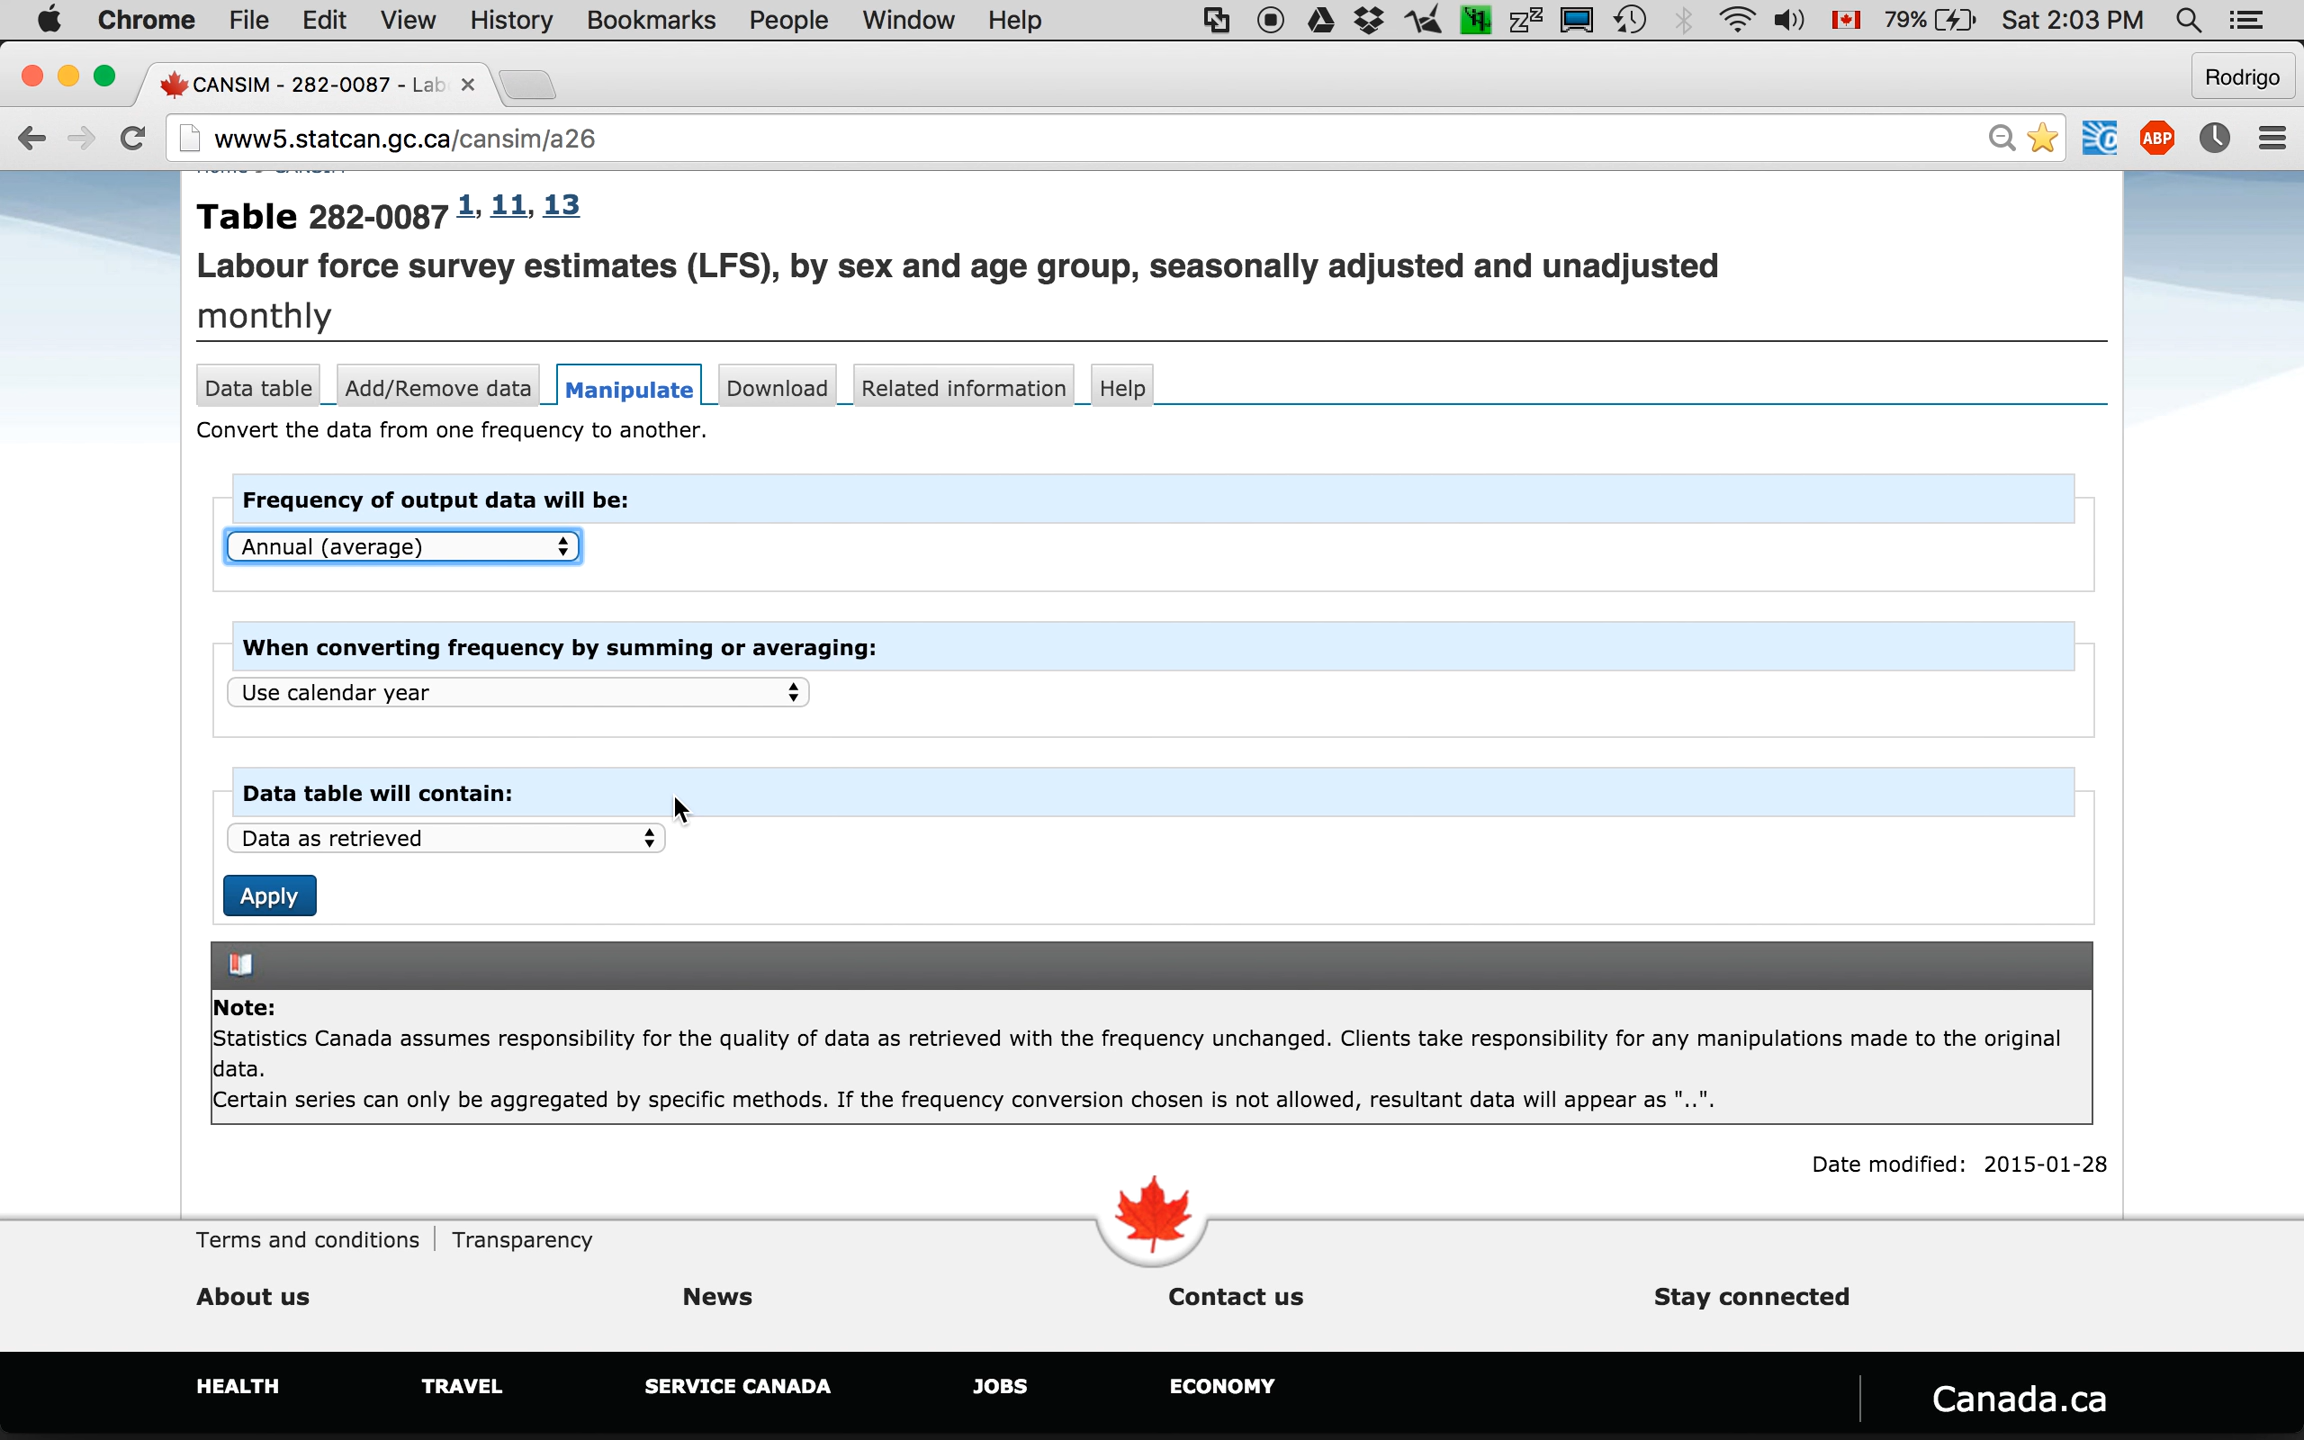 Chrome File Edit View History Bookmarks People Window Help 79% Sat 2:03 PM
CANSIM - 282-0087 - Lab
Rodrigo
www5.statcan.gc.ca/cansim/a26
ABP
Table 282-0087 1, 11, 13
Labour force survey estimates (LFS), by sex and age group, seasonally adjusted and unadjusted
monthly
Data table Add/Remove data Manipulate Download Related information Help
Convert the data from one frequency to another.
Frequency of output data will be:
Annual (average)
When converting frequency by summing or averaging:
Use calendar year
Data table will contain:
Data as retrieved
Apply
Note:
Statistics Canada assumes responsibility for the quality of data as retrieved with the frequency unchanged. Clients take responsibility for any manipulations made to the original
data.
Certain series can only be aggregated by specific methods. If the frequency conversion chosen is not allowed, resultant data will appear as "..".
Date modified: 2015-01-28
Terms and conditions Transparency
About us News Contact us Stay connected
HEALTH TRAVEL SERVICE CANADA JOBS ECONOMY
Canada.ca